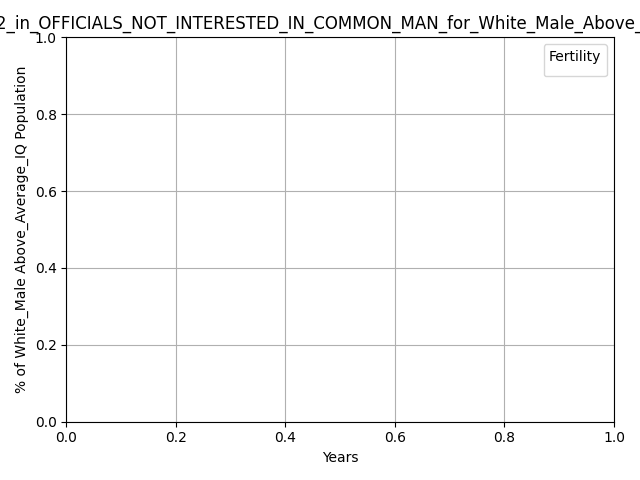 2_in_OFFICIALS_NOT_INTERESTED_IN_COMMON_MAN_for_White_Male_Above_
Fertility
% of White_Male Above_Average_IQ Population
1.0
0.8
0.6
0.4
0.2
0.0
0.0 0.2 0.4 0.6 0.8 1.0
Years